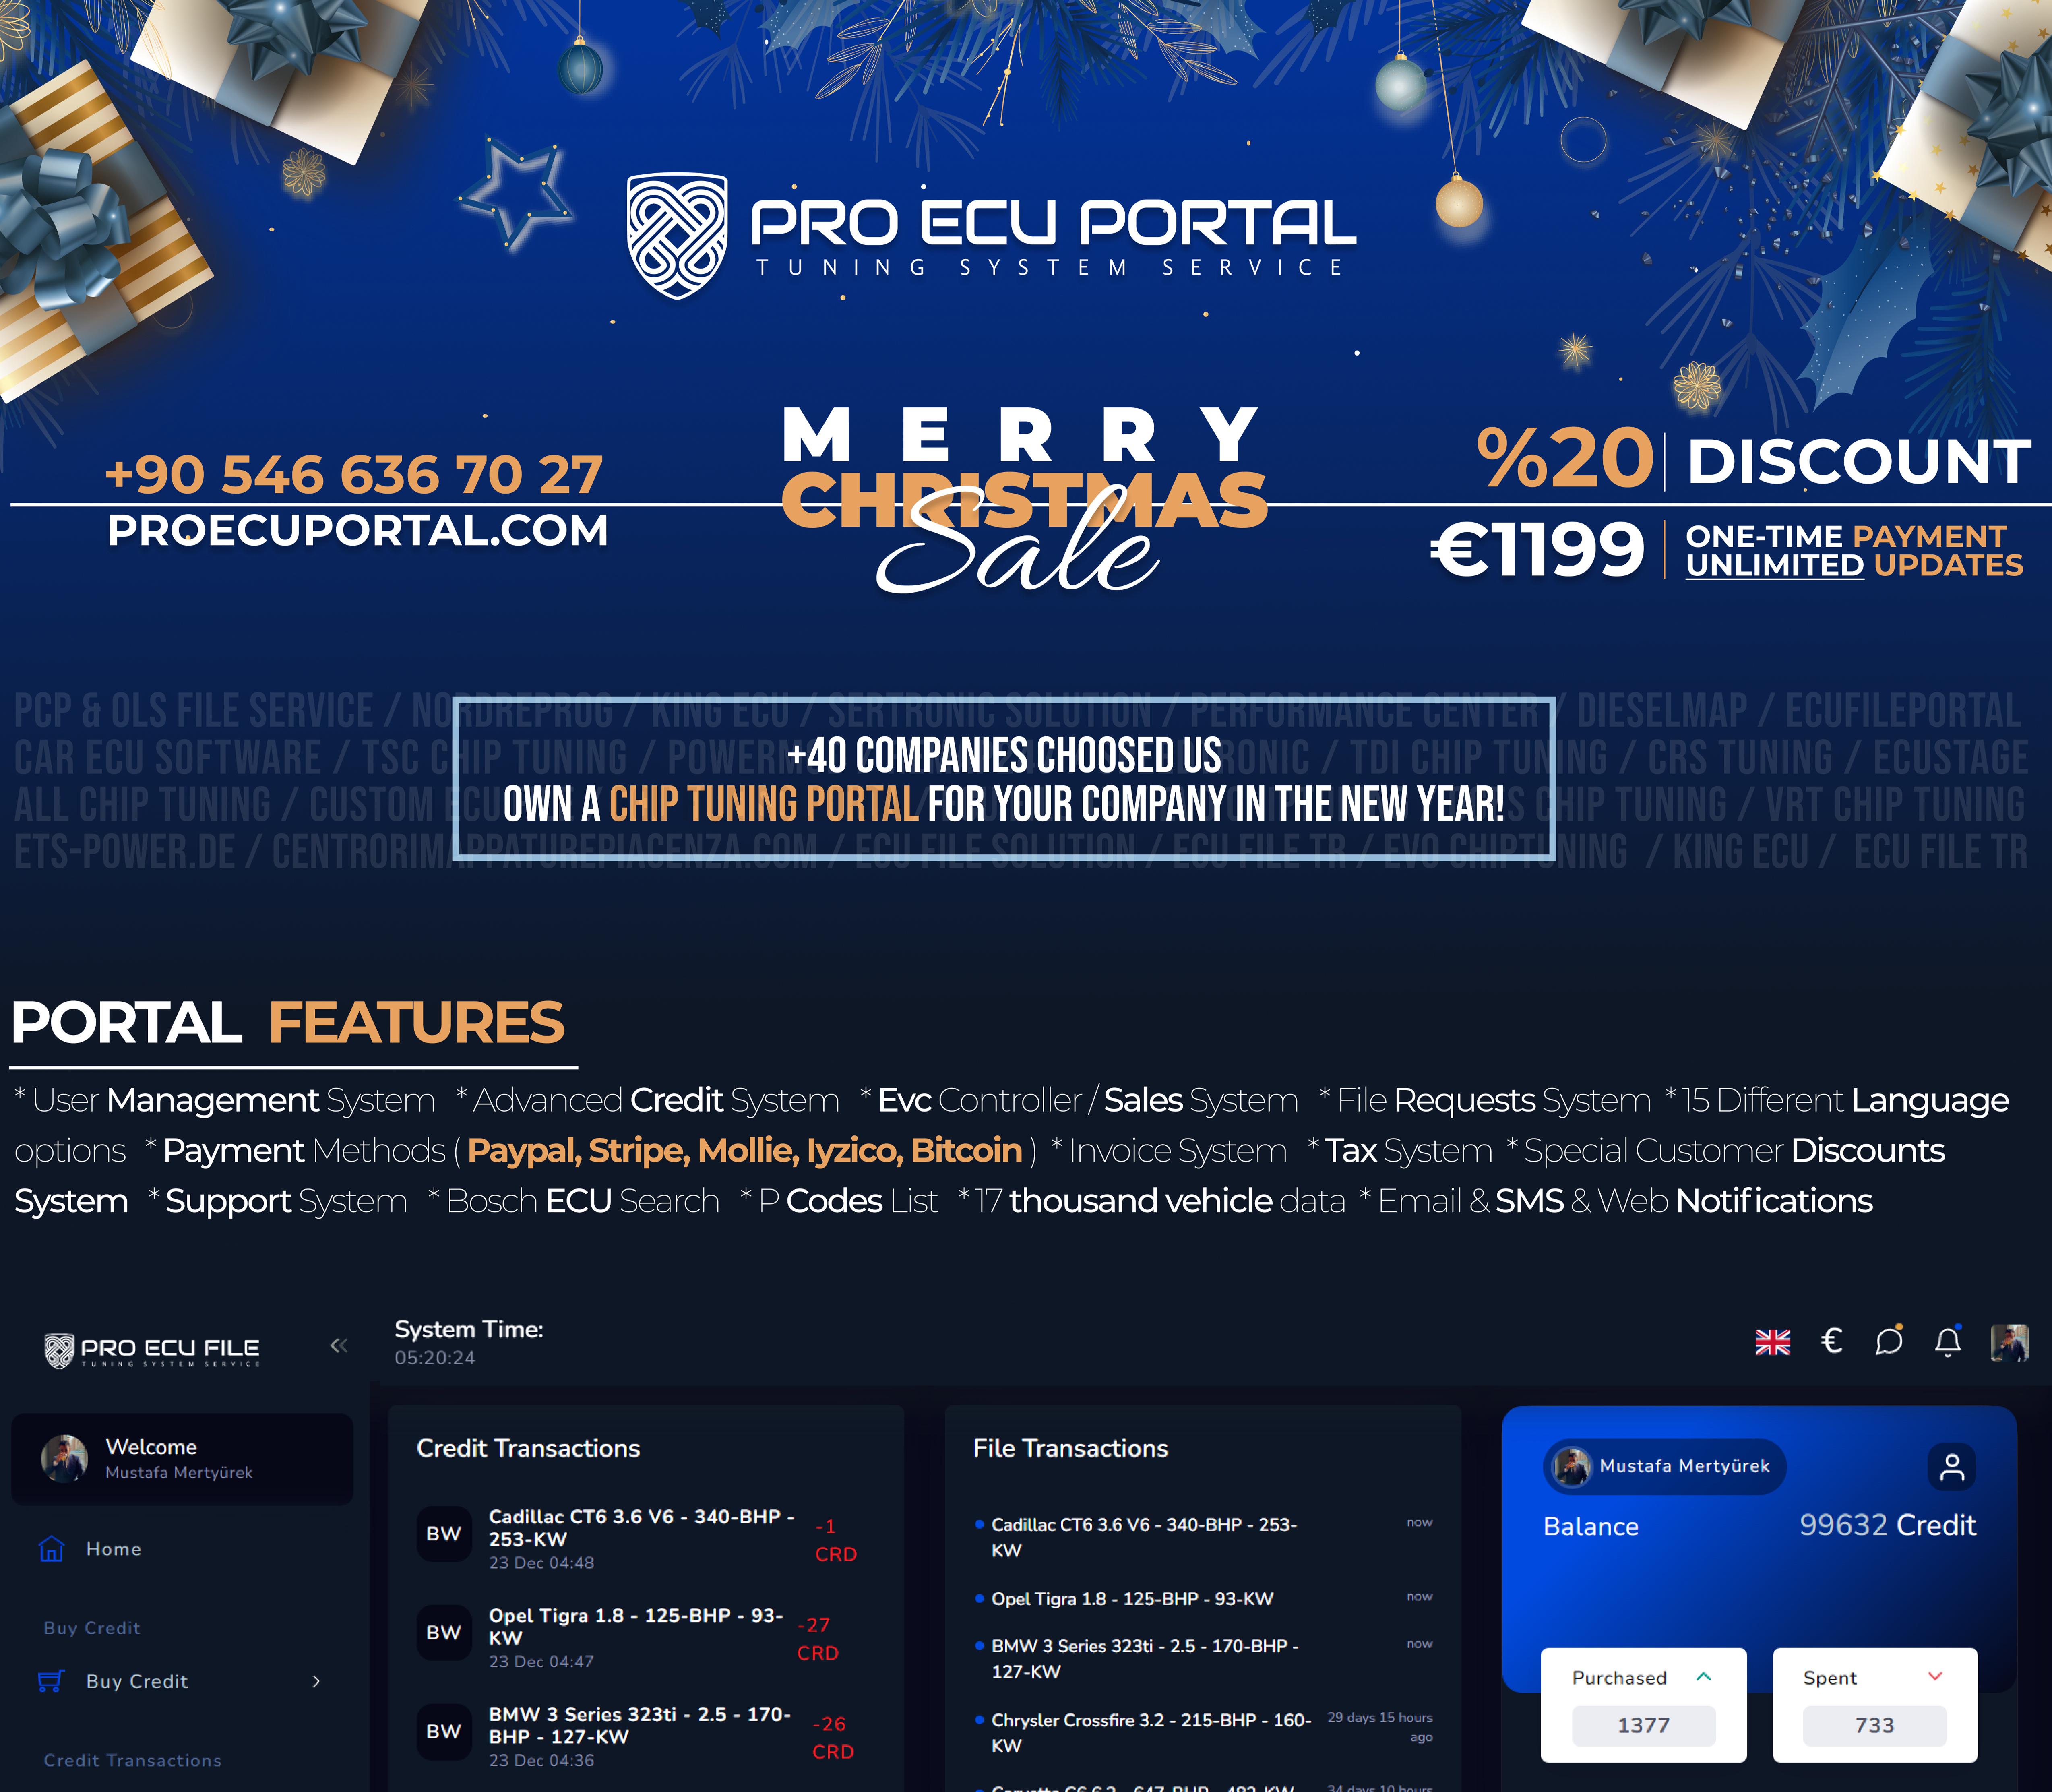 PRO ECU PORTAL
TUNING SYSTEM SERVICE
MERRY
CHRISTMAS
Sale
+90 546 636 70 27
PROECUPORTAL.COM
%20 DISCOUNT
€1199 ONE-TIME PAYMENT
UNLIMITED UPDATES
PCP & OLS FILE SERVICE / NORDREPROG / KING ECU / SERTRONIC SOLUTION / PERFORMANCE CENTER / DIESELMAP / ECUFILEPORTAL
CAR ECU SOFTWARE / TSC CHIP TUNING / TDI CHIP TUNING / CRS TUNING / ECUSTAGE
ALL CHIP TUNING / CUSTOM ECU CHIP TUNING / VRT CHIP TUNING
ETS-POWER.DE / CENTRORIMAPPATUREPIACENZA.COM / ECU FILE SOLUTION / ECU FILE TR / EVO CHIPTUNING / KING ECU / ECU FILE TR
+40 COMPANIES CHOOSED US
OWN A CHIP TUNING PORTAL FOR YOUR COMPANY IN THE NEW YEAR!
PORTAL FEATURES
* User Management System * Advanced Credit System * Evc Controller / Sales System * File Requests System * 15 Different Language
options * Payment Methods ( Paypal, Stripe, Mollie, Iyzico, Bitcoin ) * Invoice System * Tax System * Special Customer Discounts
System * Support System * Bosch ECU Search * P Codes List * 17 thousand vehicle data * Email & SMS & Web Notifications
PRO ECU FILE
TUNING SYSTEM SERVICE
System Time:
05:20:24
€
Welcome
Mustafa Mertyürek
Home
Buy Credit
Buy Credit
Credit Transactions
Credit Transactions
BW
Cadillac CT6 3.6 V6 - 340-BHP -
253-KW
23 Dec 04:48
-1
CRD
BW
Opel Tigra 1.8 - 125-BHP - 93-
KW
23 Dec 04:47
-27
CRD
BW
BMW 3 Series 323ti - 2.5 - 170-
BHP - 127-KW
23 Dec 04:36
-26
CRD
File Transactions
Cadillac CT6 3.6 V6 - 340-BHP - 253-
KW
now
Opel Tigra 1.8 - 125-BHP - 93-KW
now
BMW 3 Series 323ti - 2.5 - 170-BHP -
127-KW
now
Chrysler Crossfire 3.2 - 215-BHP - 160-
KW
29 days 15 hours
ago
Corvette C6 6.2 - 647-BHP - 482-KW
34 days 10 hours
Mustafa Mertyürek
Balance
99632 Credit
Purchased
1377
Spent
733